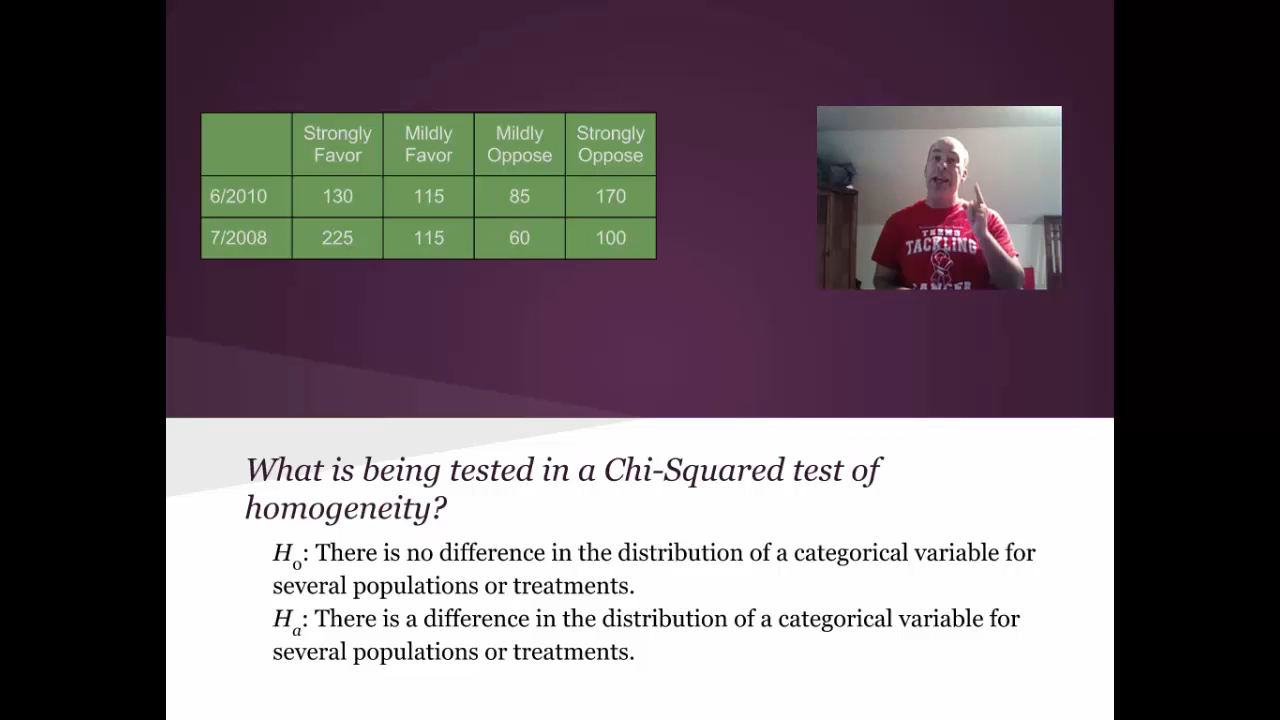 Strongly Favor Mildly Favor Mildly Oppose Strongly Oppose
6/2010 130 115 85 170
7/2008 225 115 60 100
TACKLING
What is being tested in a Chi-Squared test of
homogeneity?
Ho: There is no difference in the distribution of a categorical variable for
several populations or treatments.
Ha: There is a difference in the distribution of a categorical variable for
several populations or treatments.